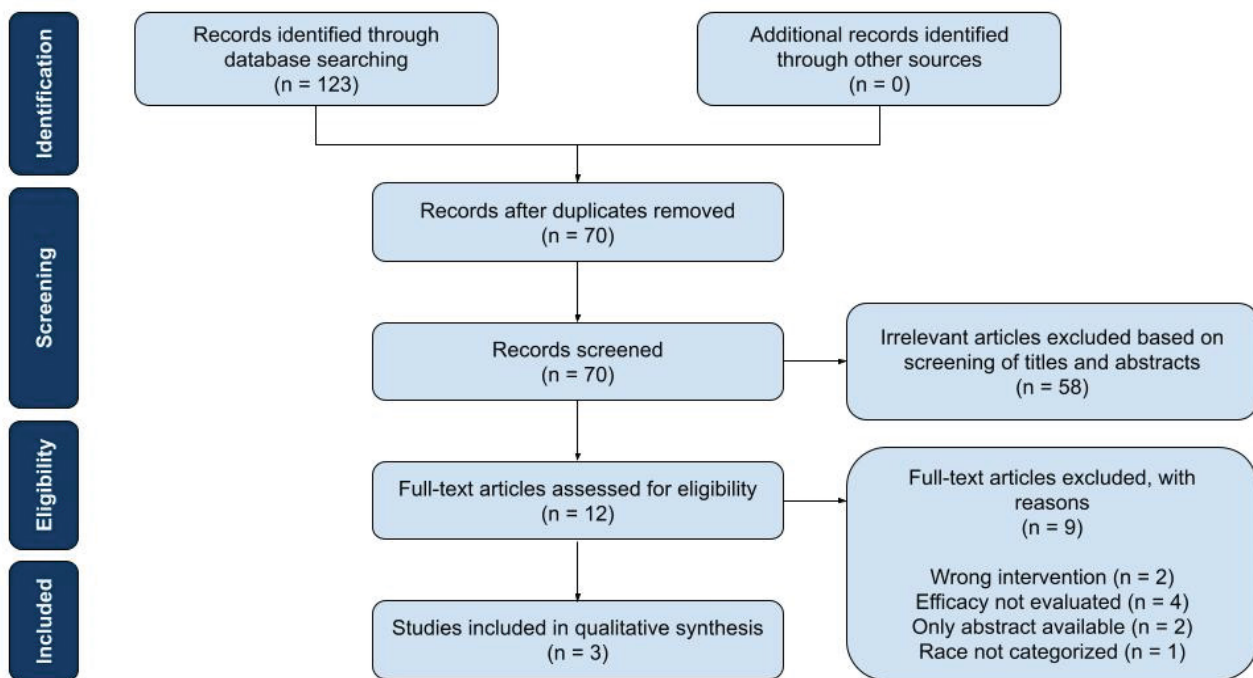 Identification
Records identified through
database searching
(n = 123)
Additional records identified
through other sources
(n = 0)
Screening
Records after duplicates removed
(n = 70)
Records screened
(n = 70)
Irrelevant articles excluded based on
screening of titles and abstracts
(n = 58)
Eligibility
Full-text articles assessed for eligibility
(n = 12)
Full-text articles excluded, with
reasons
(n = 9)
Wrong intervention (n = 2)
Efficacy not evaluated (n = 4)
Only abstract available (n = 2)
Race not categorized (n = 1)
Included
Studies included in qualitative synthesis
(n = 3)